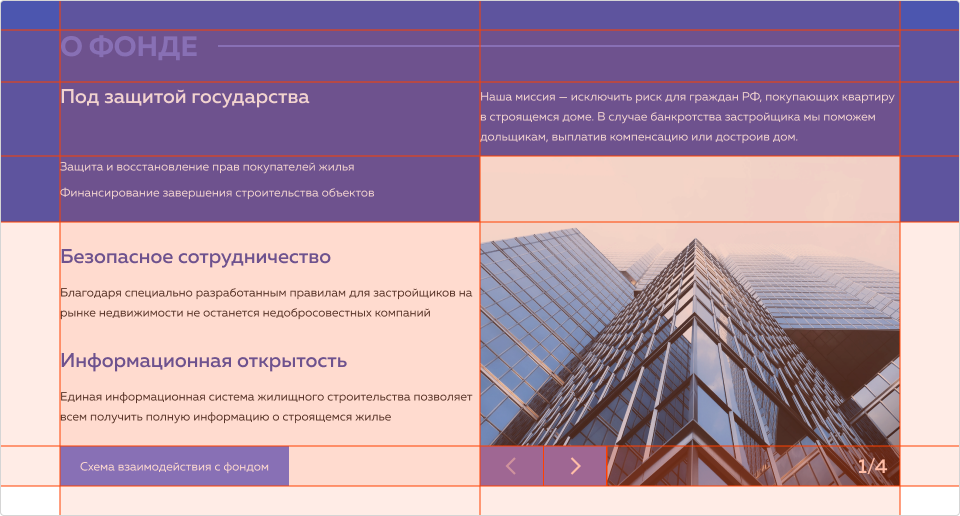 О ФОНДЕ
Под защитой государства
Наша миссия — исключить риск для граждан РФ, покупающих квартиру
в строящемся доме. В случае банкротства застройщика мы поможем
дольщикам, выплатив компенсацию или достроив дом.
Защита и восстановление прав покупателей жилья
Финансирование завершения строительства объектов
Безопасное сотрудничество
Благодаря специально разработанным правилам для застройщиков на
рынке недвижимости не останется недобросовестных компаний
Информационная открытость
Единая информационная система жилищного строительства позволяет
всем получить полную информацию о строящемся жилье
Схема взаимодействия с фондом
1/4